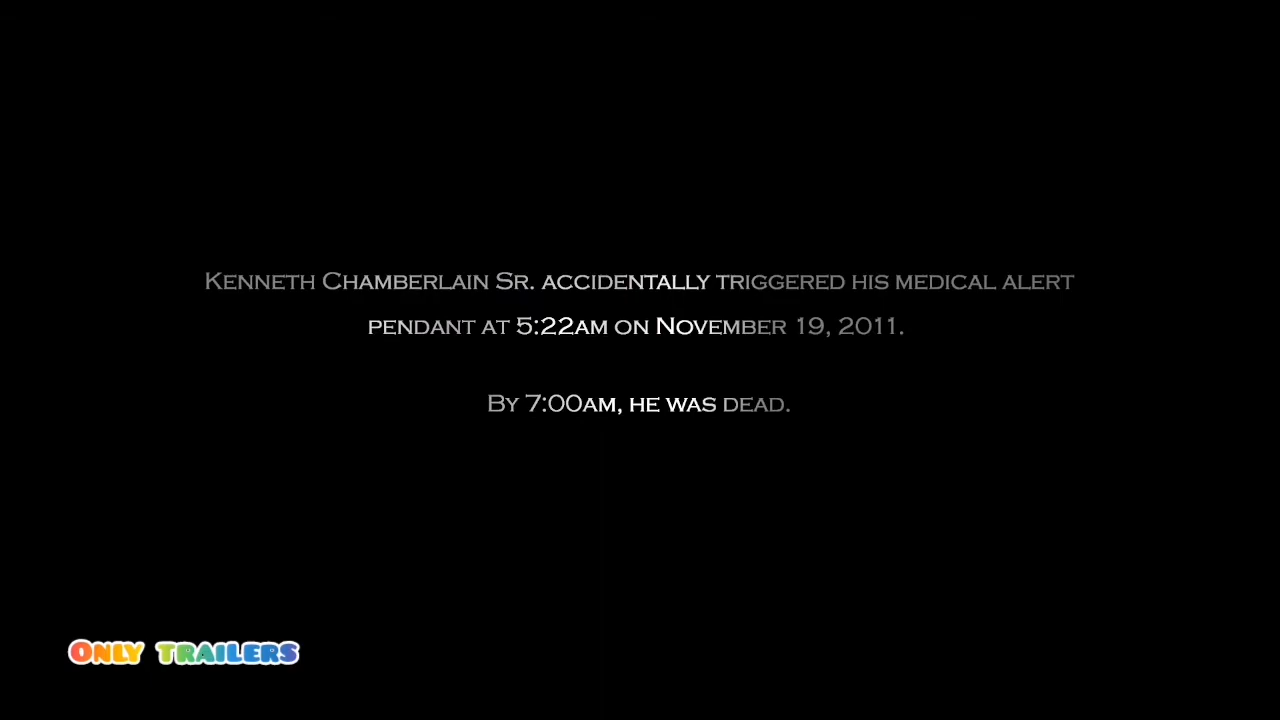 Kenneth Chamberlain Sr. accidentally triggered his medical alert
pendant at 5:22am on November 19, 2011.
By 7:00am, he was dead.
Only Trailers